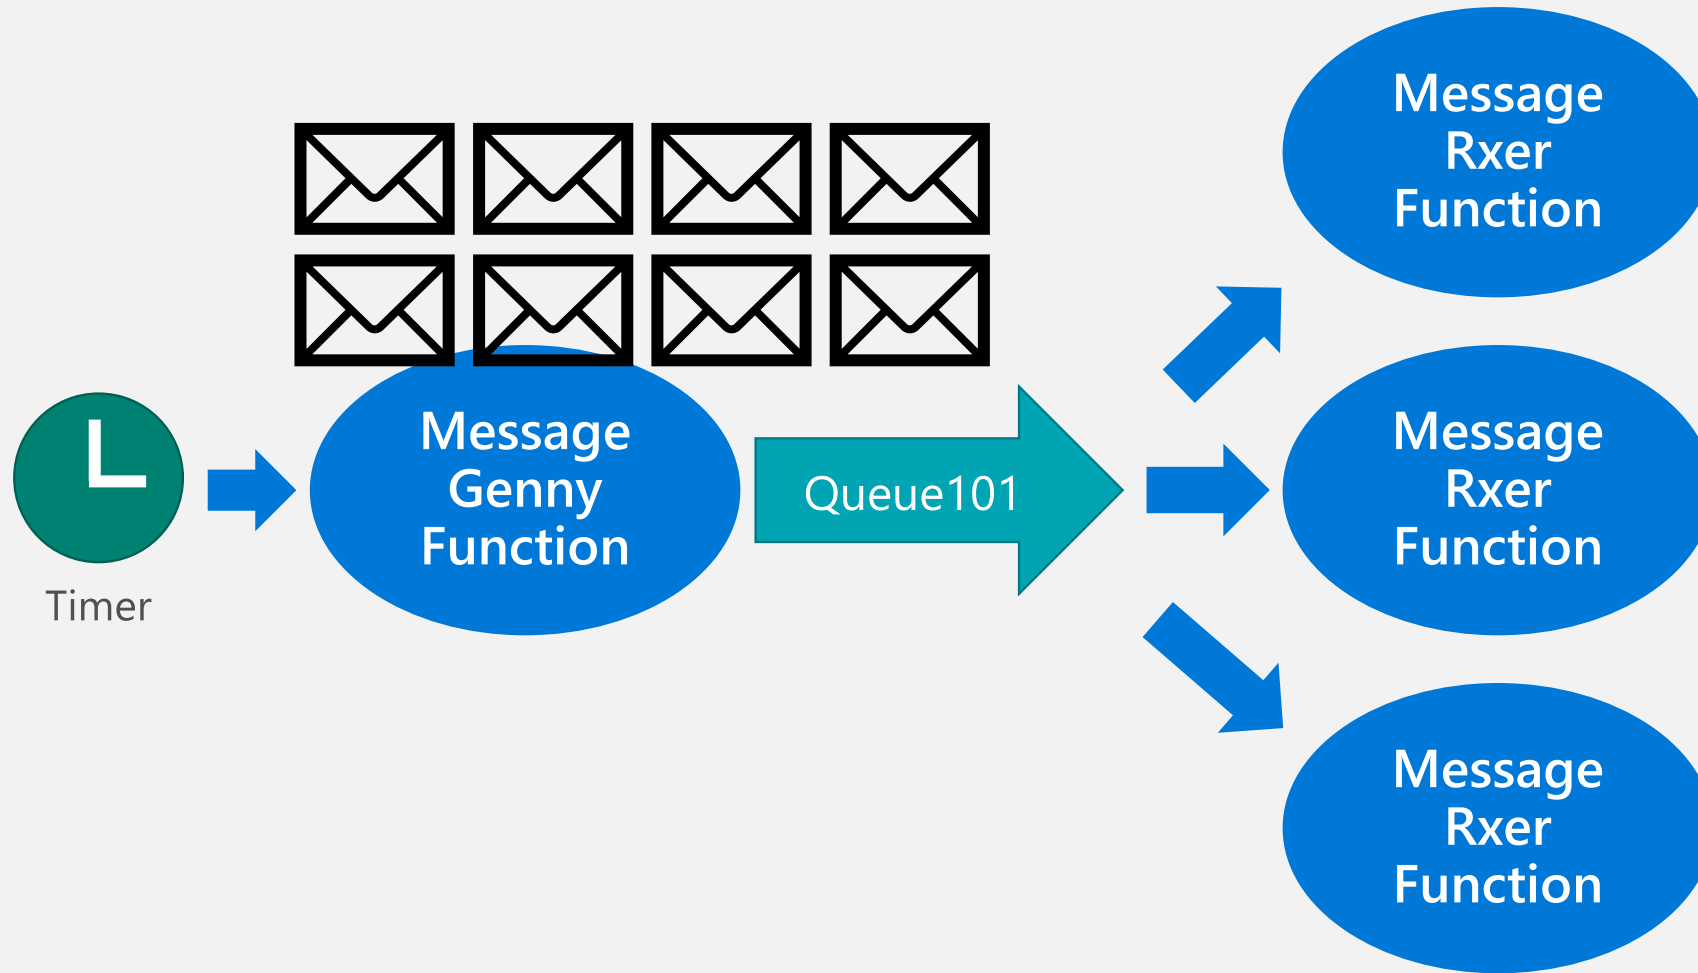 Timer
Message
Genny
Function
Queue101
Message
Rxer
Function
Message
Rxer
Function
Message
Rxer
Function